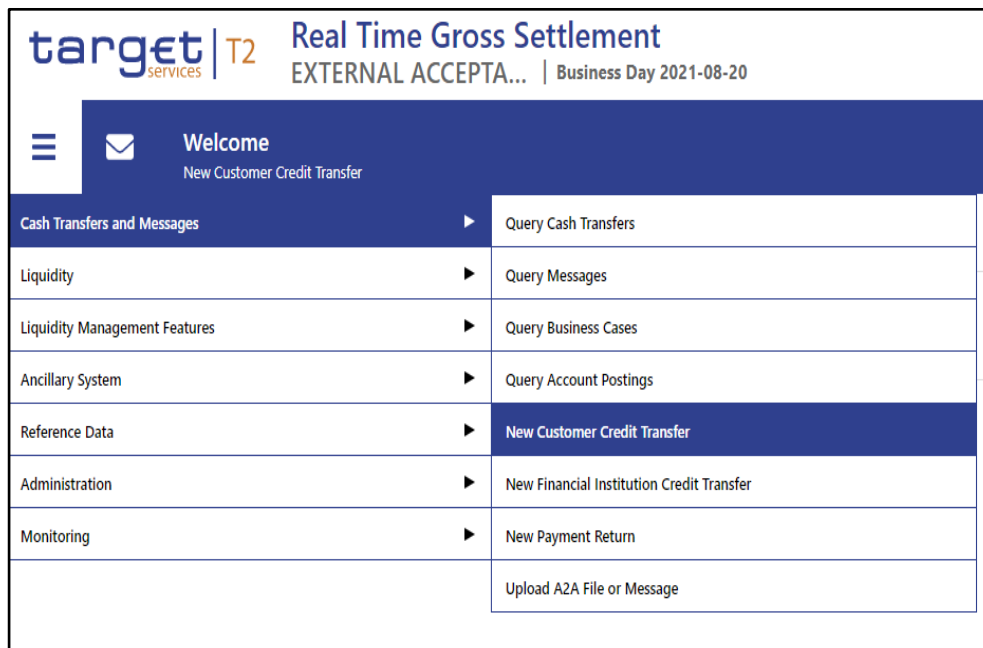 target services | T2
Real Time Gross Settlement
EXTERNAL ACCEPTA... | Business Day 2021-08-20
Welcome
New Customer Credit Transfer
Cash Transfers and Messages
Liquidity
Liquidity Management Features
Ancillary System
Reference Data
Administration
Monitoring
Query Cash Transfers
Query Messages
Query Business Cases
Query Account Postings
New Customer Credit Transfer
New Financial Institution Credit Transfer
New Payment Return
Upload A2A File or Message